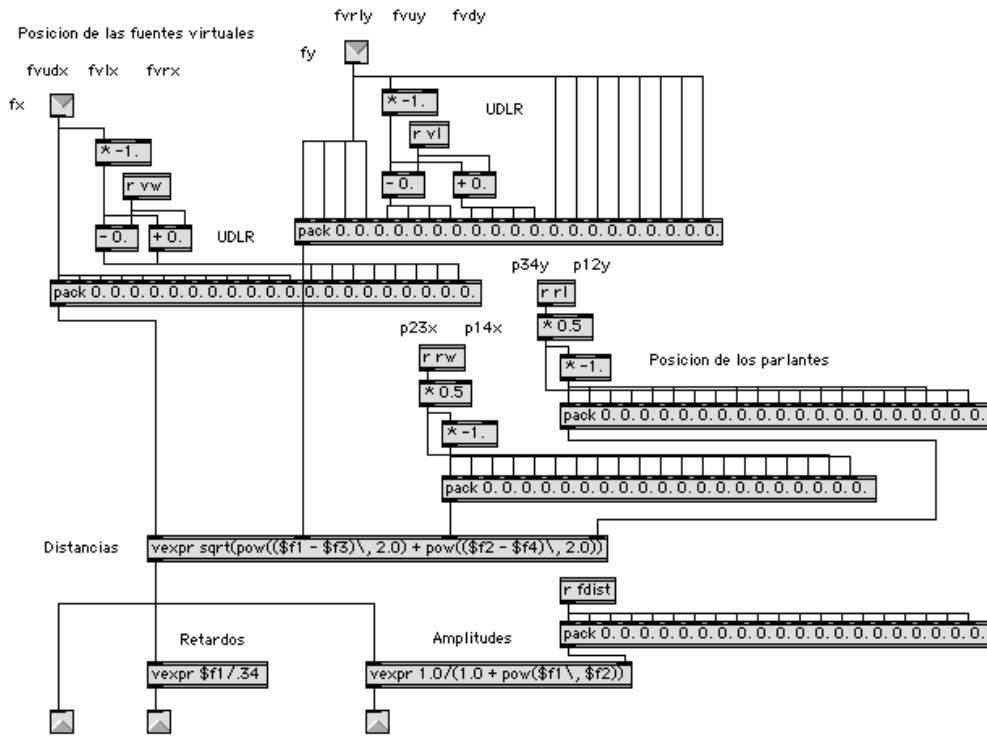 fvrly fvuy fvdy
Posicion de las fuentes virtuales
fy
fvudx fvlx fvrx
fx
* -1.
UDLR
r vl
* -1.
- 0. + 0.
r vw
pack 0. 0. 0. 0. 0. 0. 0. 0. 0. 0. 0. 0. 0. 0. 0. 0. 0. 0. 0. 0.
- 0. + 0.
UDLR
p34y p12y
pack 0. 0. 0. 0. 0. 0. 0. 0. 0. 0. 0. 0. 0. 0. 0. 0. 0. 0. 0. 0.
r rl
p23x p14x
* 0.5
r rw
* -1.
Posicion de los parlantes
* 0.5
pack 0. 0. 0. 0. 0. 0. 0. 0. 0. 0. 0. 0. 0. 0. 0. 0. 0. 0. 0. 0.
* -1.
pack 0. 0. 0. 0. 0. 0. 0. 0. 0. 0. 0. 0. 0. 0. 0. 0. 0. 0. 0. 0.
Distancias
vexpr sqrt(pow(($f1 - $f3)\, 2.0) + pow(($f2 - $f4)\, 2.0))
r fdist
Retardos
Amplitudes
pack 0. 0. 0. 0. 0. 0. 0. 0. 0. 0. 0. 0. 0. 0. 0. 0. 0. 0. 0. 0.
vexpr $f1/.34
vexpr 1.0/(1.0 + pow($f1\, $f2))